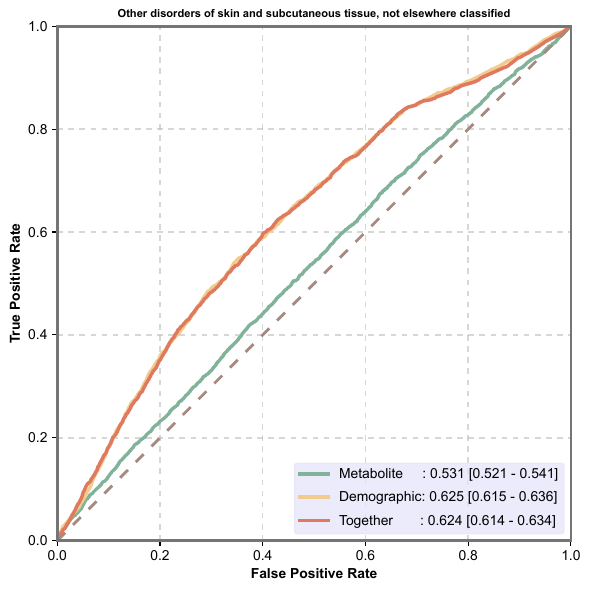 Other disorders of skin and subcutaneous tissue, not elsewhere classified
True Positive Rate
1.0
0.8
0.6
0.4
0.2
0.0
Metabolite : 0.531 [0.521 - 0.541]
Demographic: 0.625 [0.615 - 0.636]
Together : 0.624 [0.614 - 0.634]
0.0 0.2 0.4 0.6 0.8 1.0
False Positive Rate